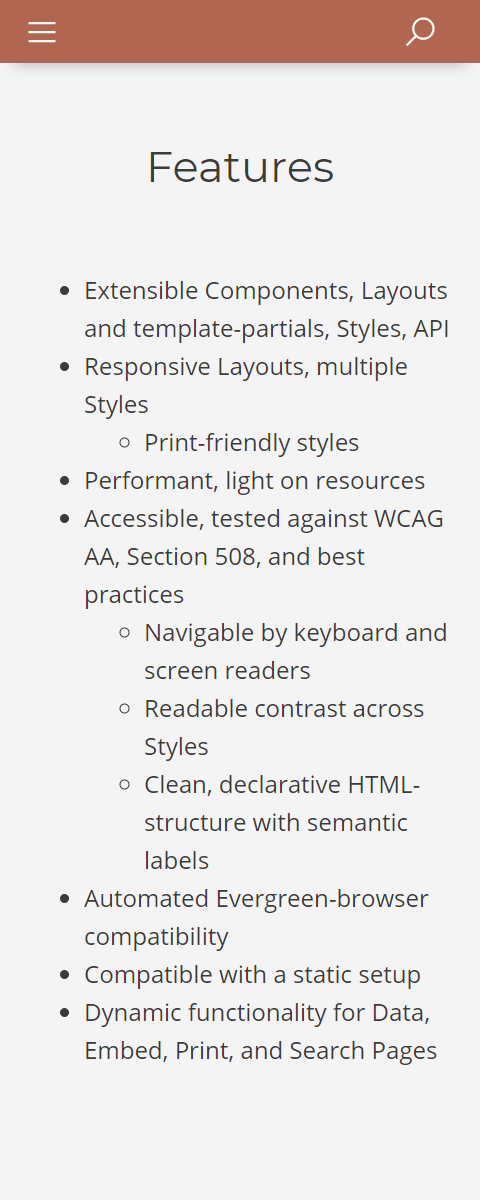 Features
Extensible Components, Layouts
and template-partials, Styles, API
Responsive Layouts, multiple
Styles
Print-friendly styles
Performant, light on resources
Accessible, tested against WCAG
AA, Section 508, and best
practices
Navigable by keyboard and
screen readers
Readable contrast across
Styles
Clean, declarative HTML-
structure with semantic
labels
Automated Evergreen-browser
compatibility
Compatible with a static setup
Dynamic functionality for Data,
Embed, Print, and Search Pages